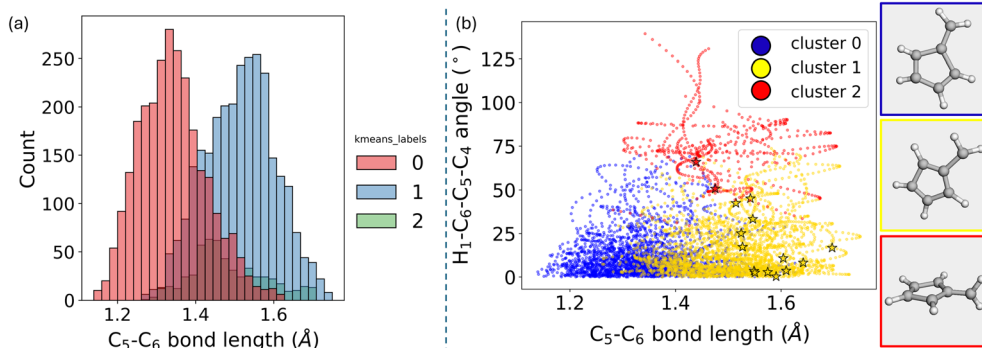 (a)
250
200
150
100
50
0
Count
1.2
1.4
1.6
C₅-C₆ bond length (Å)
kmeans_labels
0
1
2
(b)
125
100
75
50
25
0
H₁-C₆-C₅-C₄ angle (°)
1.2
1.4
1.6
C₅-C₆ bond length (Å)
cluster 0
cluster 1
cluster 2